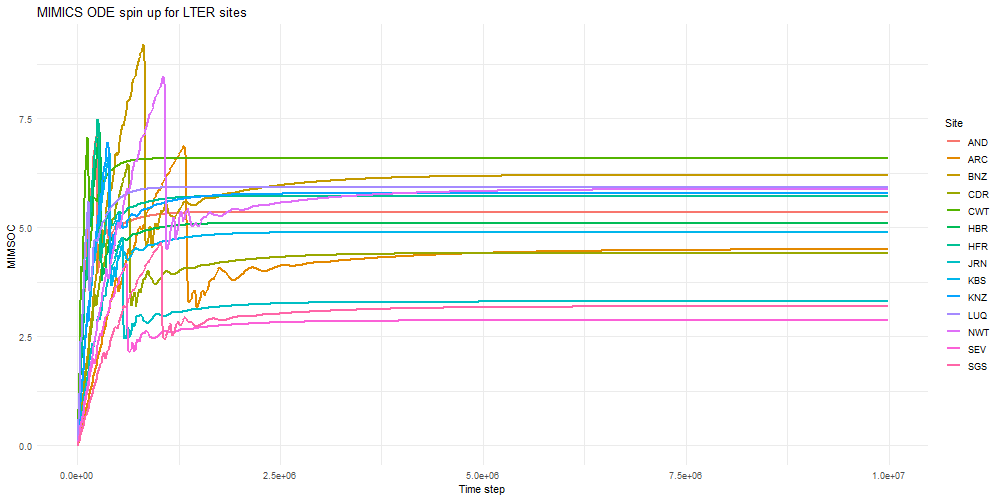 MIMICS ODE spin up for LTER sites
MIMSOC
7.5
5.0
2.5
0.0
0.0e+00
2.5e+06
5.0e+06
7.5e+06
1.0e+07
Time step
Site
AND
ARC
BNZ
CDR
CWT
HBR
HFR
JRN
KBS
KNZ
LUQ
NWT
SEV
SGS